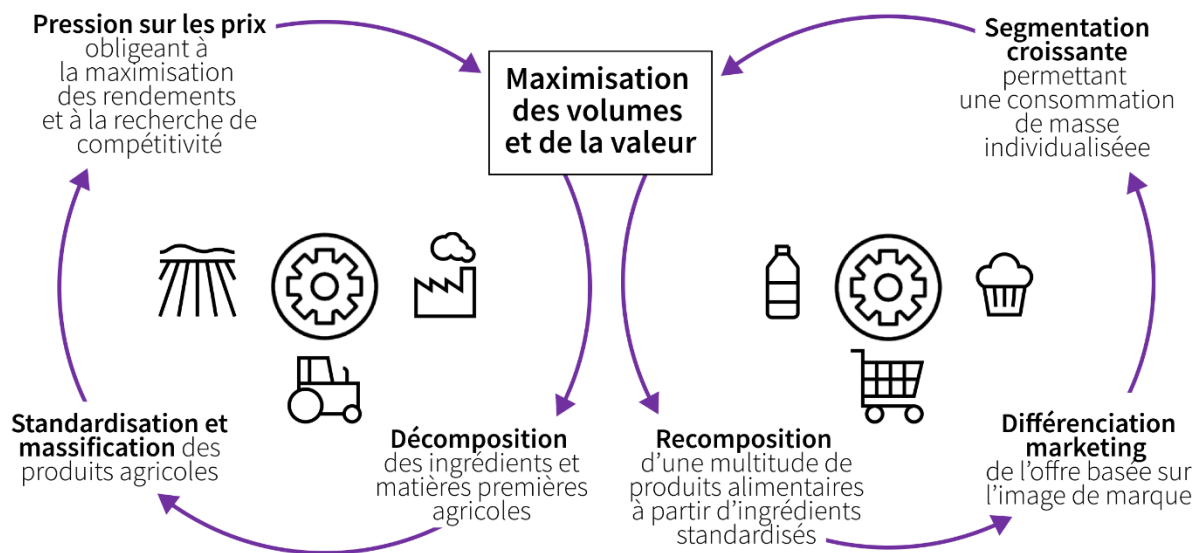 Pression sur les prix
obligeant à
la maximisation
des rendements
et à la recherche de
compétitivité
Maximisation
des volumes
et de la valeur
Segmentation
croissante
permettant
une consommation
de masse
individualiséee
Standardisation et
massification des
produits agricoles
Décomposition
des ingrédients et
matières premières
agricoles
Recomposition
d'une multitude de
produits alimentaires
à partir d'ingrédients
standardisés
Différenciation
marketing
de l'offre basée sur
l'image de marque